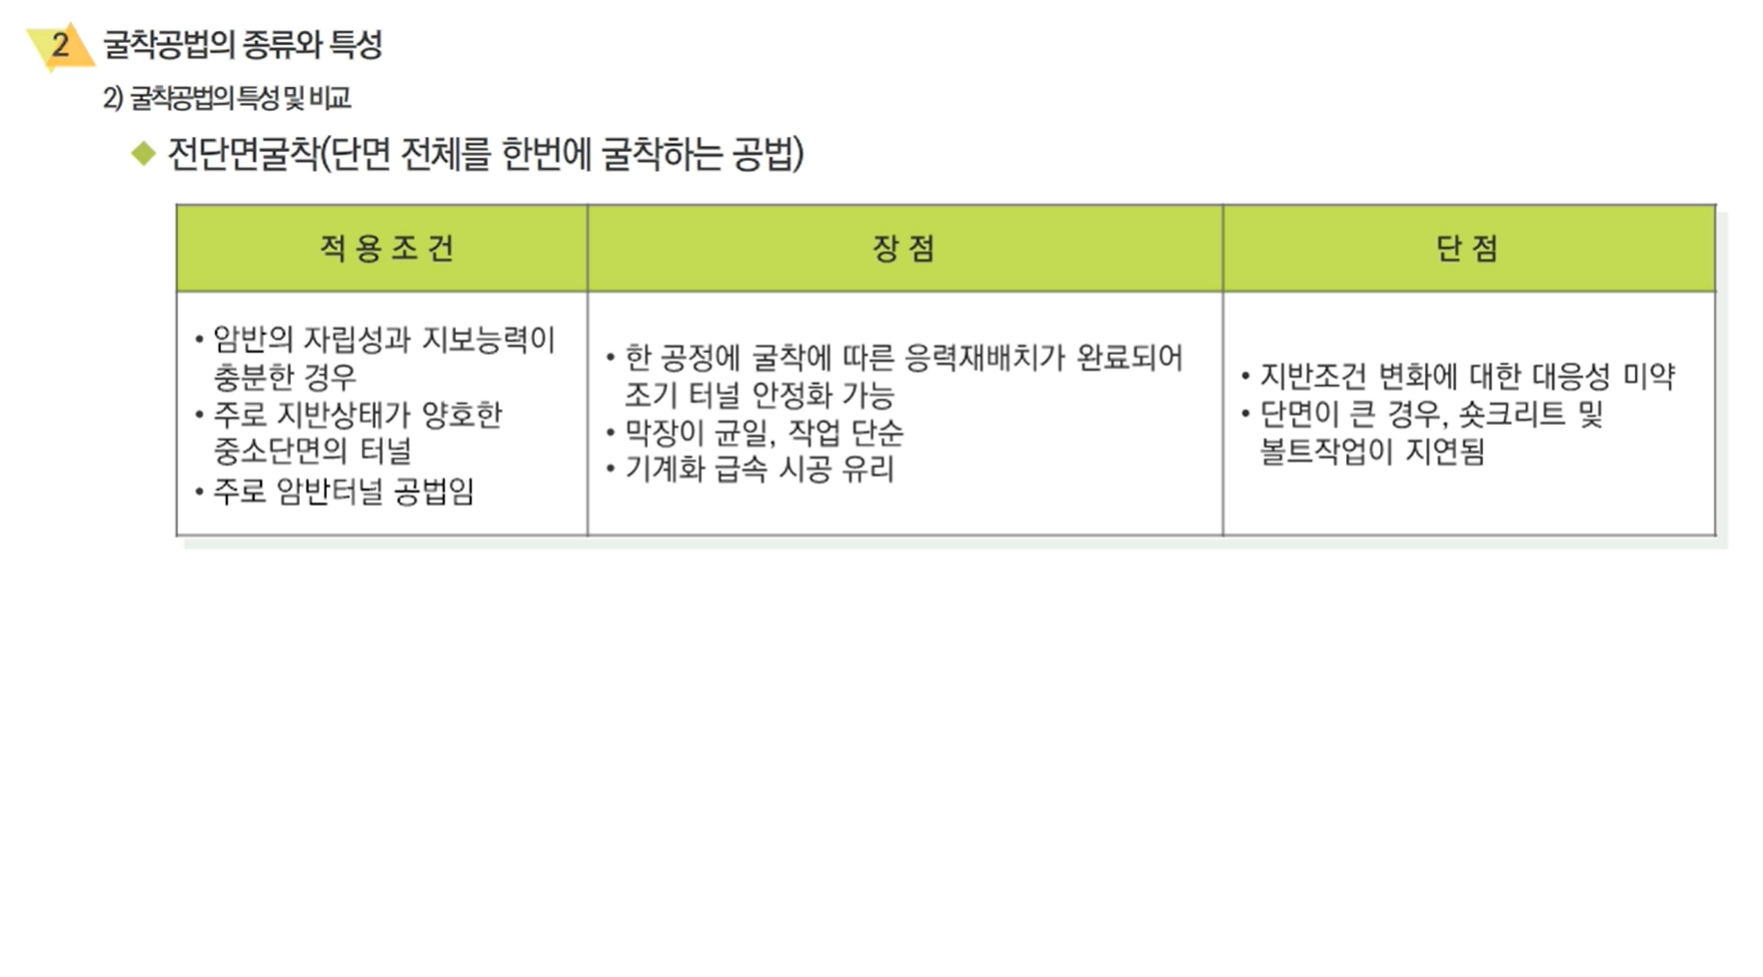 2 굴착공법의 종류와 특성
2) 굴착공법의 특성 및 비교
◆ 전단면굴착(단면 전체를 한번에 굴착하는 공법)
적 용 조 건
장 점
단 점
• 암반의 자립성과 지보능력이
충분한 경우
• 주로 지반상태가 양호한
중소단면의 터널
• 주로 암반터널 공법임
• 한 공정에 굴착에 따른 응력재배치가 완료되어
조기 터널 안정화 가능
• 막장이 균일, 작업 단순
• 기계화 급속 시공 유리
• 지반조건 변화에 대한 대응성 미약
• 단면이 큰 경우, 숏크리트 및
볼트작업이 지연됨